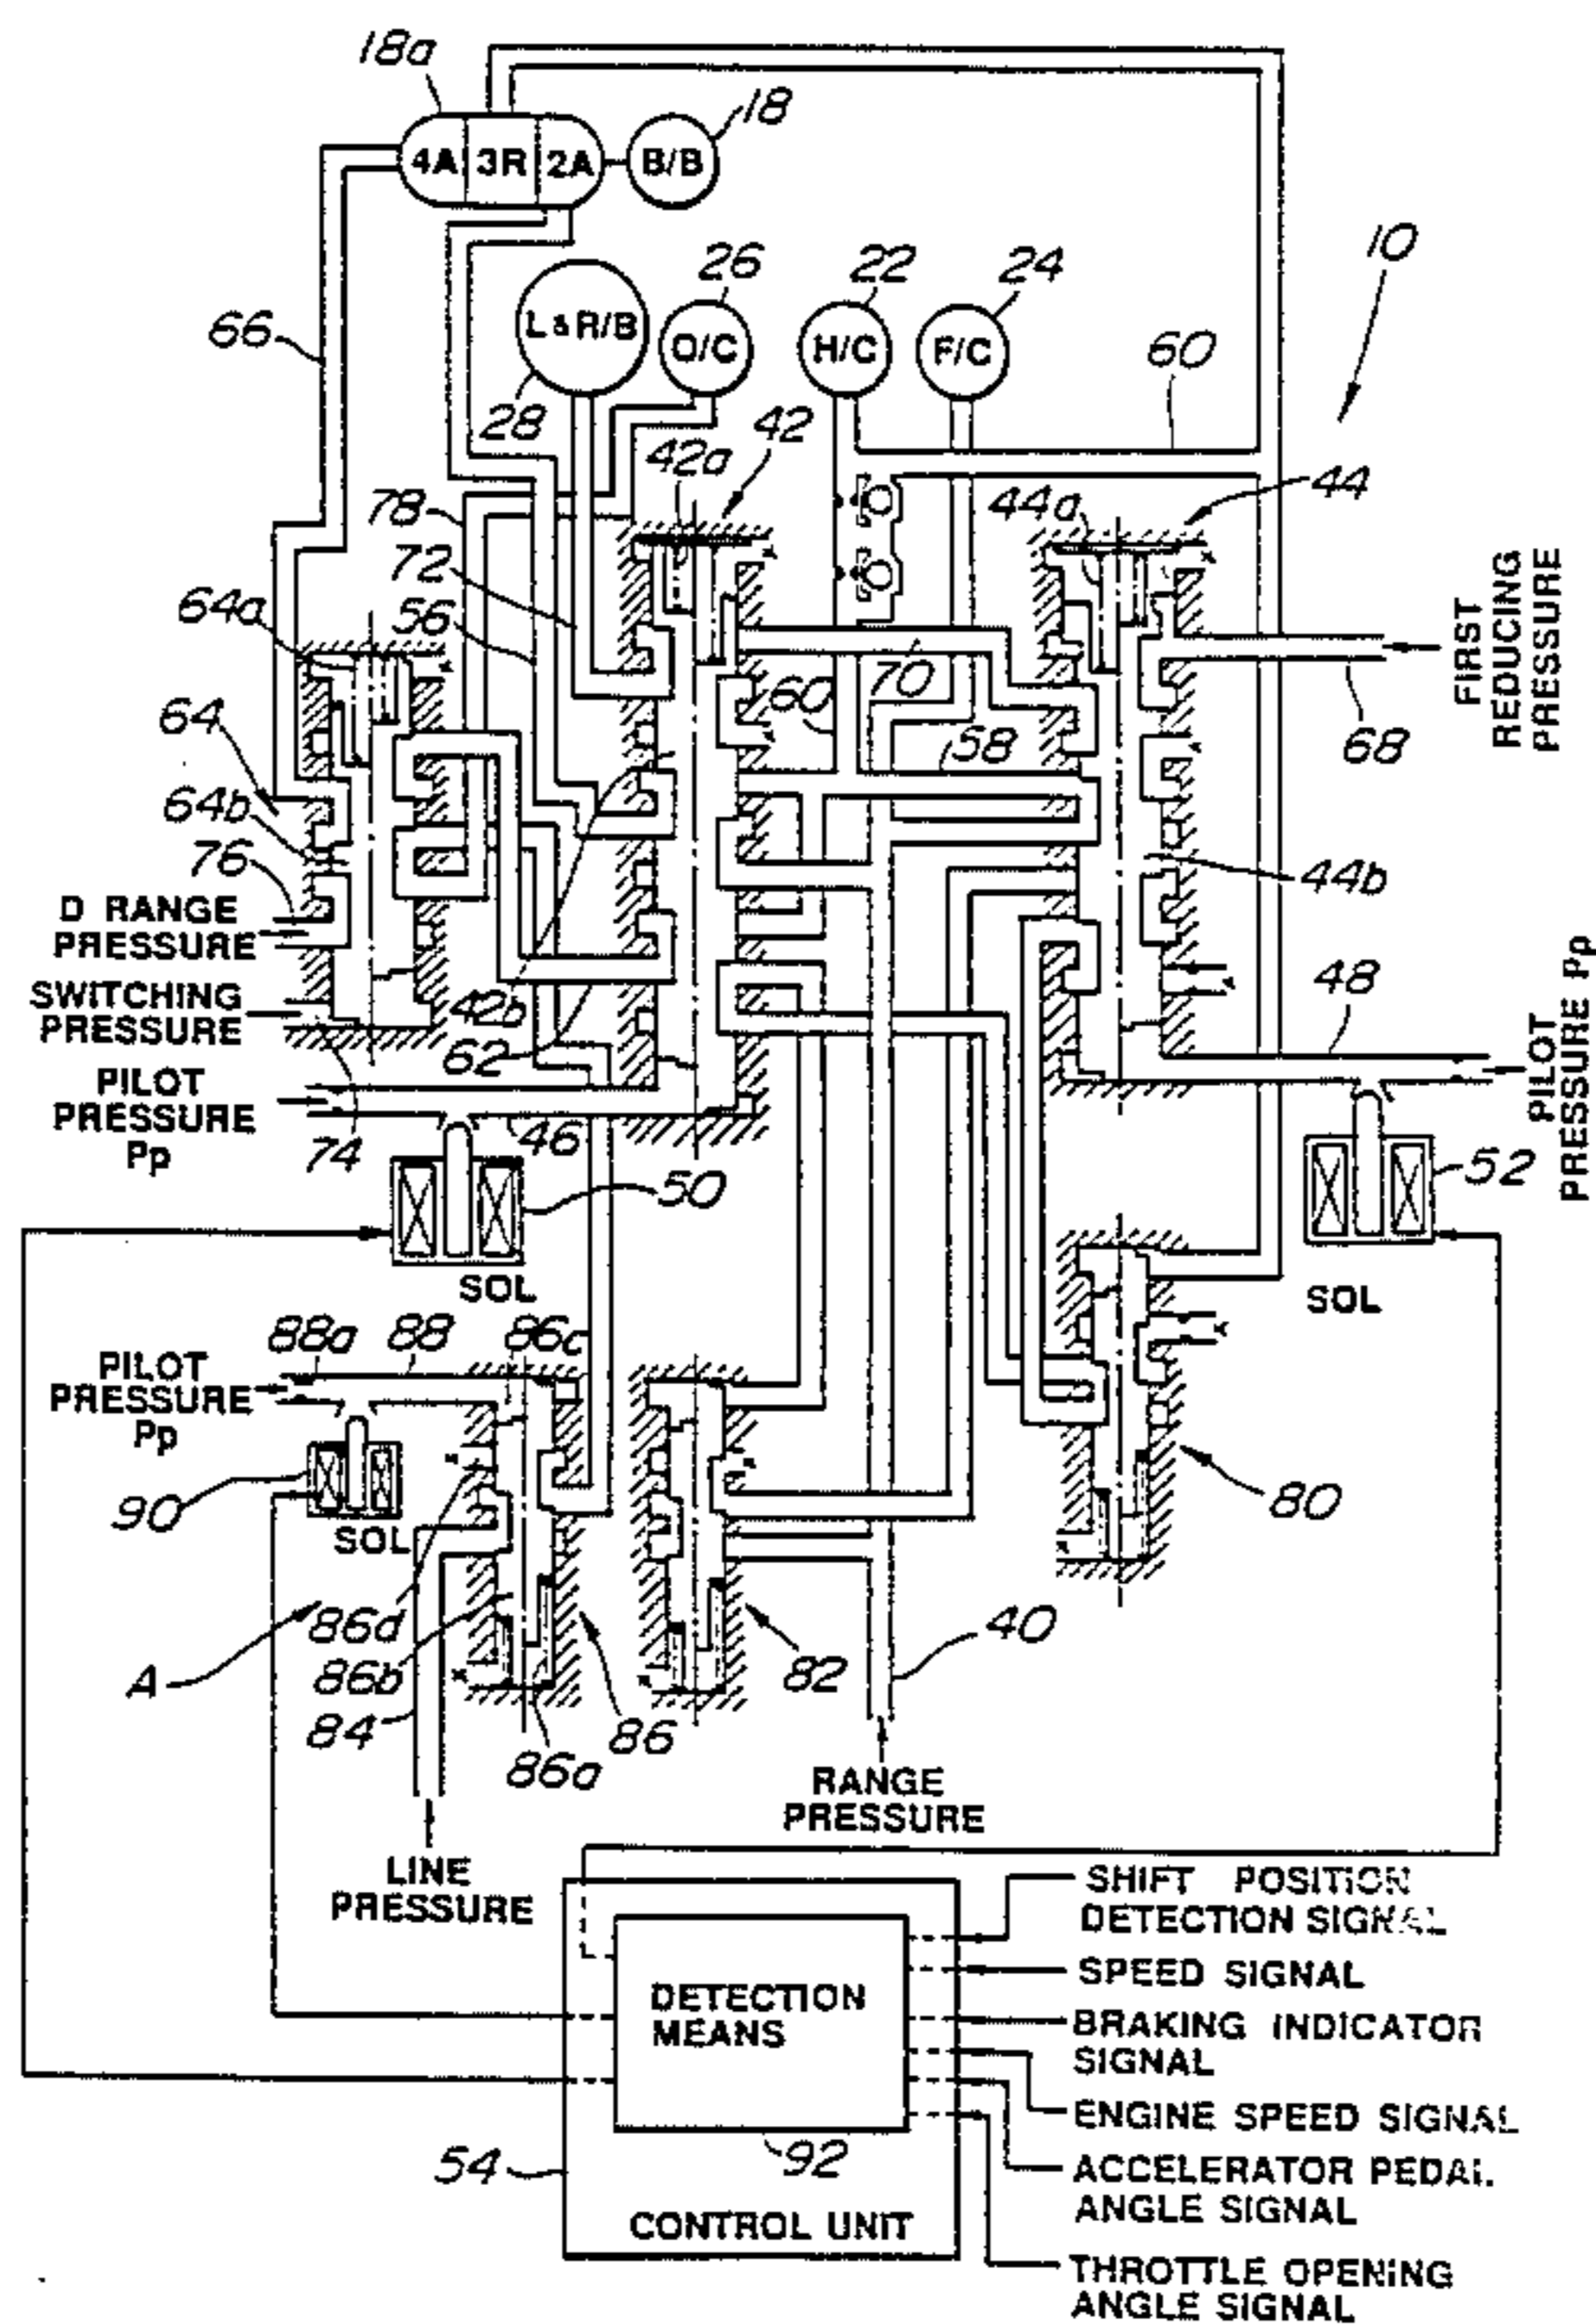 18a
18
4A 3R 2A B/B
10
26 22 24
L&R/B O/C H/C F/C
66
60
28 42
42a
44a 44
78
72
56
64a
FIRST
REDUCING
PRESSURE
70
60
58
68
64
64b
76
44b
D RANGE
PRESSURE
48
SWITCHING
PRESSURE
42b
62
PILOT
PRESSURE Pp
PILOT
PRESSURE
Pp
74
46
50
52
SOL
SOL
88a 88 86c
PILOT
PRESSURE
Pp
90
SOL
80
86d
A
86b
84
86
82
40
86a
RANGE
PRESSURE
LINE
PRESSURE
SHIFT POSITION
DETECTION SIGNAL
SPEED SIGNAL
DETECTION
MEANS
BRAKING INDICATOR
SIGNAL
ENGINE SPEED SIGNAL
54
92
ACCELERATOR PEDAL
ANGLE SIGNAL
CONTROL UNIT
THROTTLE OPENING
ANGLE SIGNAL